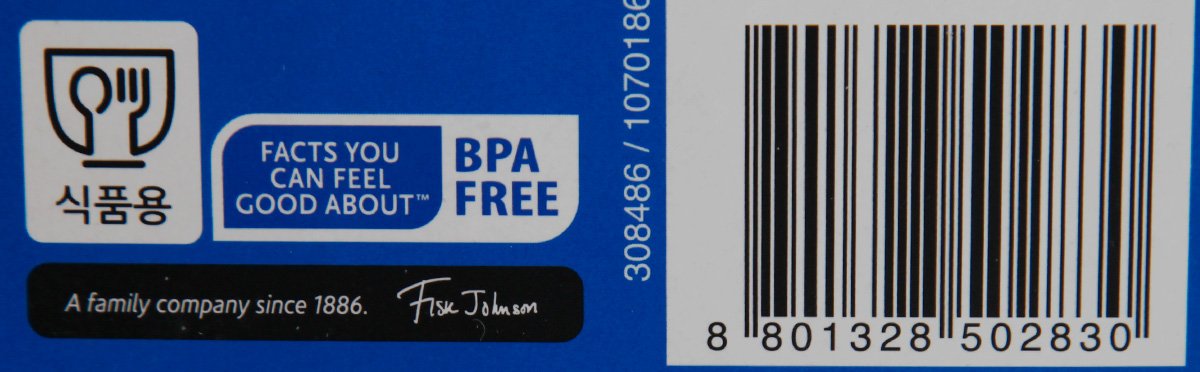 식품용
FACTS YOU
CAN FEEL
GOOD ABOUT™
BPA
FREE
A family company since 1886.
Fisk Johnson
308486 / 1070186
8 801328 502830